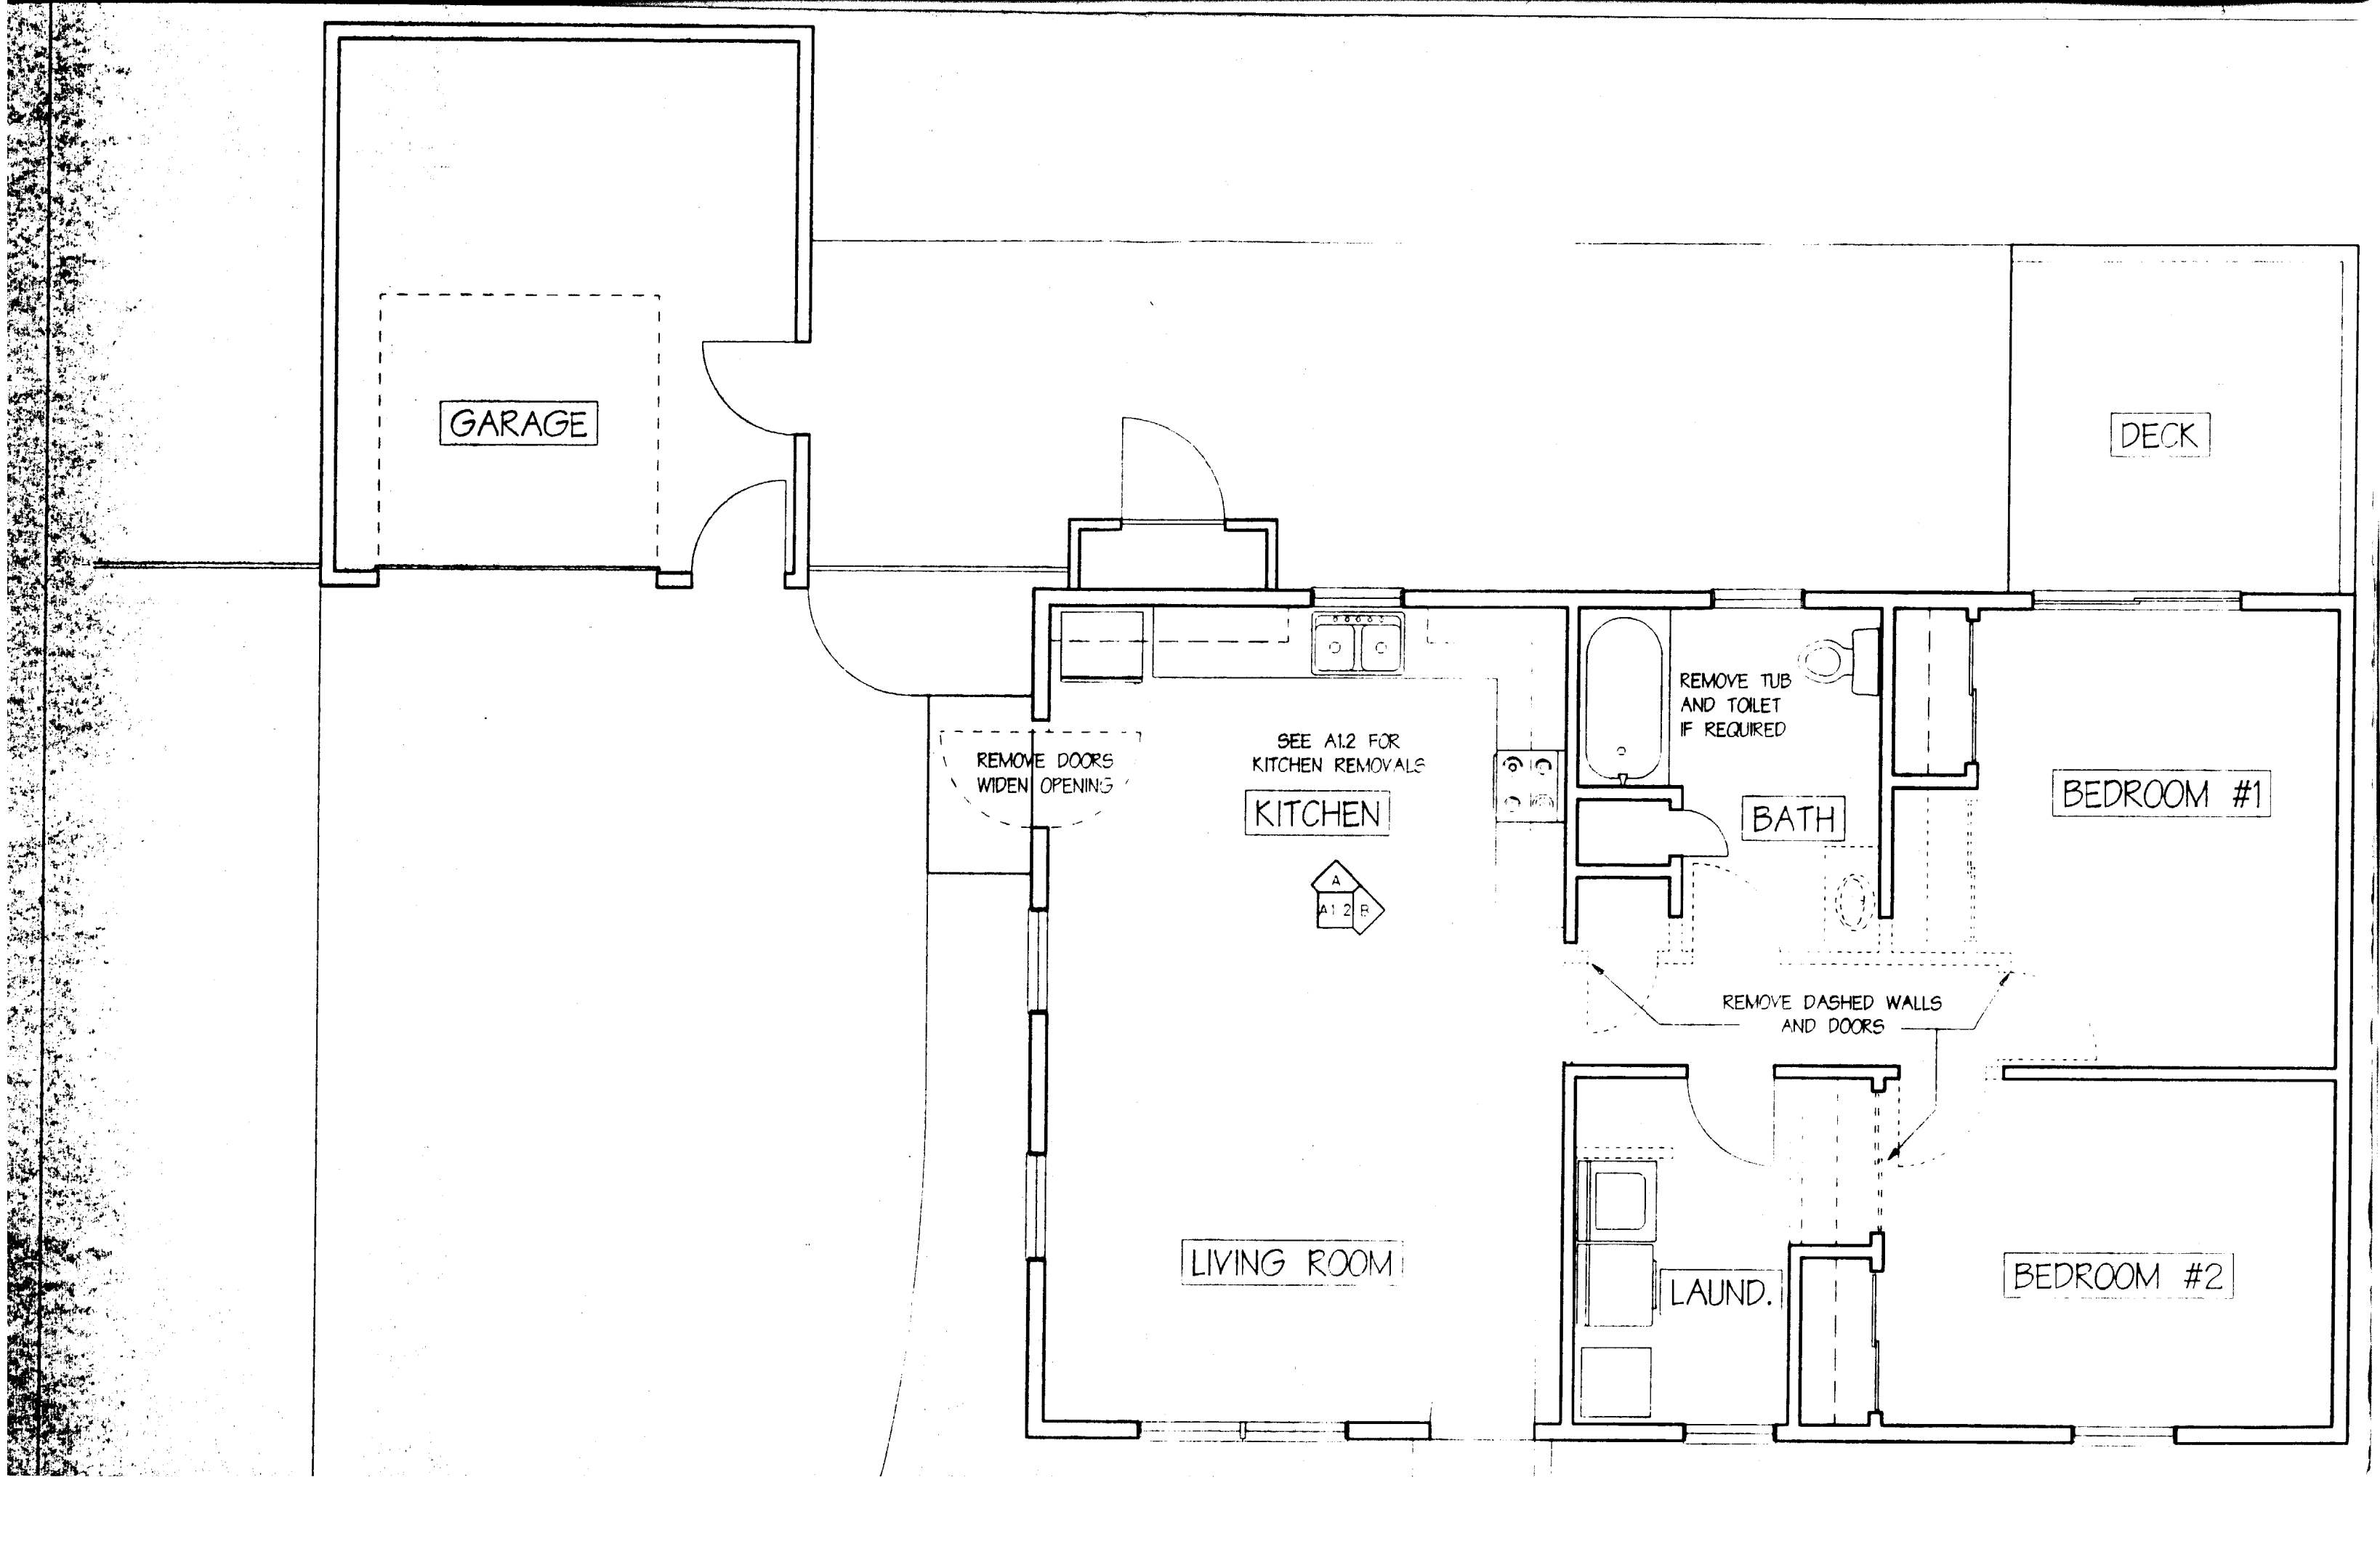 GARAGE
DECK
REMOVE TUB
AND TOILET
IF REQUIRED
REMOVE DOORS
WIDEN OPENING
SEE A1.2 FOR
KITCHEN REMOVALS
KITCHEN
BATH
BEDROOM #1
A
A1.2 B
REMOVE DASHED WALLS
AND DOORS
LIVING ROOM
LAUND.
BEDROOM #2